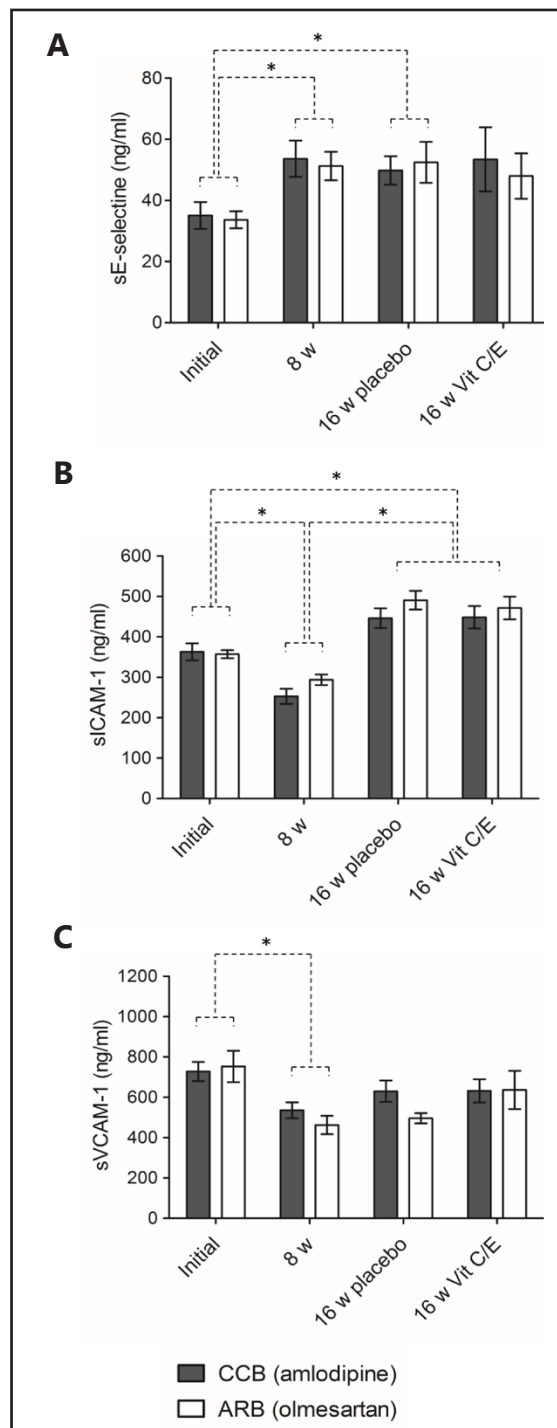 A
*
*
80
60
40
20
0
sE-selectine (ng/ml)
Initial
8 w
16 w placebo
16 w Vit C/E
B
*
*
*
600
500
400
300
200
100
0
sICAM-1 (ng/ml)
Initial
8 w
16 w placebo
16 w Vit C/E
C
*
1200
1000
800
600
400
200
0
sVCAM-1 (ng/ml)
Initial
8 w
16 w placebo
16 w Vit C/E
CCB (amlodipine)
ARB (olmesartan)